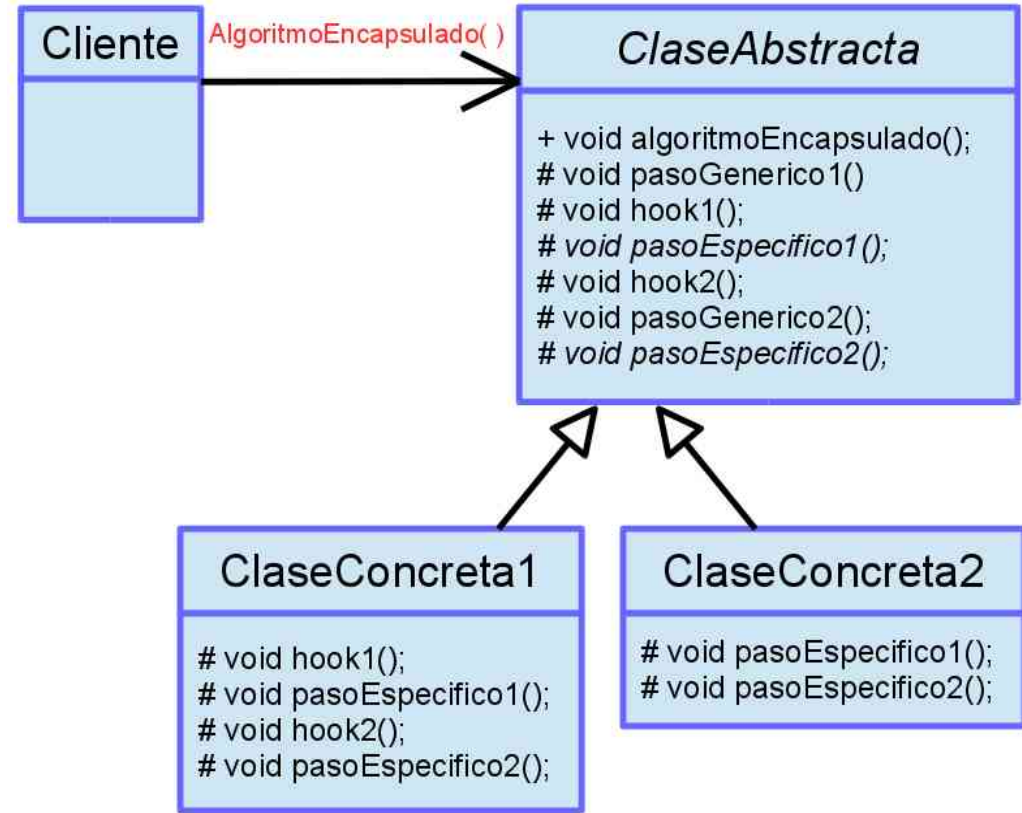 Cliente
AlgoritmoEncapsulado( )
ClaseAbstracta
+ void algoritmoEncapsulado();
# void pasoGenerico1()
# void hook1();
# void pasoEspecifico1();
# void hook2();
# void pasoGenerico2();
# void pasoEspecifico2();
ClaseConcreta1
# void hook1();
# void pasoEspecifico1();
# void hook2();
# void pasoEspecifico2();
ClaseConcreta2
# void pasoEspecifico1();
# void pasoEspecifico2();